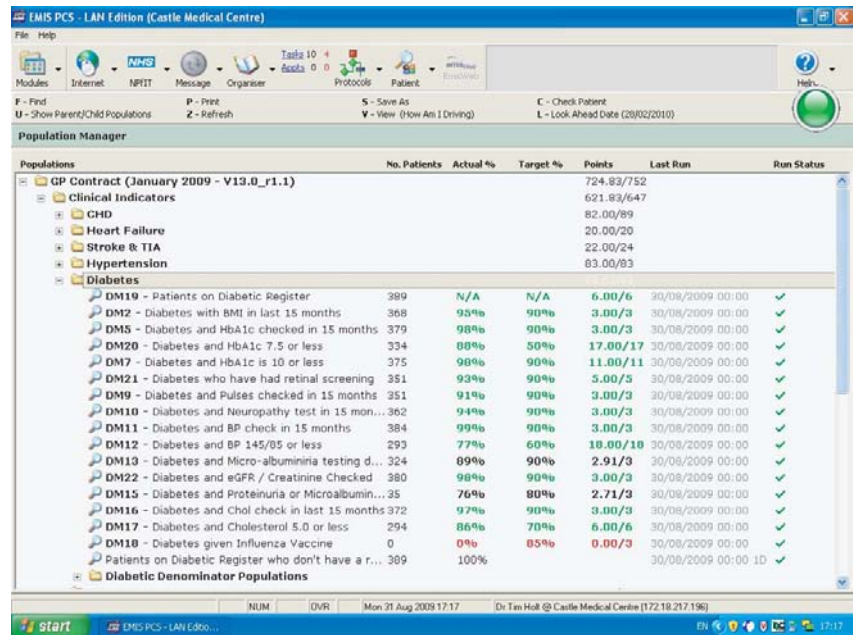 EMIS PCS - LAN Edition (Castle Medical Centre)
File Help
Tasks 10 4
Appts 0 0
Modules Internet NPfIT Message Organiser Protocols Patient EmisWeb Help
F - Find P - Print S - Save As C - Check Patient
U - Show Parent/Child Populations Z - Refresh V - View (How Am I Driving) L - Look Ahead Date (28/02/2010)
Population Manager
Populations No. Patients Actual % Target % Points Last Run Run Status
GP Contract (January 2009 - V13.0_r1.1) 724.83/752
Clinical Indicators 621.83/647
CHD 82.00/89
Heart Failure 20.00/20
Stroke & TIA 22.00/24
Hypertension 83.00/83
Diabetes
DM19 - Patients on Diabetic Register 389 N/A N/A 6.00/6 30/08/2009 00:00
DM2 - Diabetes with BMI in last 15 months 368 95% 90% 3.00/3 30/08/2009 00:00
DM5 - Diabetes and HbA1c checked in 15 months 379 98% 90% 3.00/3 30/08/2009 00:00
DM20 - Diabetes and HbA1c 7.5 or less 334 88% 50% 17.00/17 30/08/2009 00:00
DM7 - Diabetes and HbA1c is 10 or less 375 98% 90% 11.00/11 30/08/2009 00:00
DM21 - Diabetes who have had retinal screening 351 93% 90% 5.00/5 30/08/2009 00:00
DM9 - Diabetes and Pulses checked in 15 months 351 91% 90% 3.00/3 30/08/2009 00:00
DM10 - Diabetes and Neuropathy test in 15 mon... 362 94% 90% 3.00/3 30/08/2009 00:00
DM11 - Diabetes and BP check in 15 months 384 99% 90% 3.00/3 30/08/2009 00:00
DM12 - Diabetes and BP 145/85 or less 293 77% 60% 18.00/18 30/08/2009 00:00
DM13 - Diabetes and Micro-albuminiria testing d... 324 89% 90% 2.91/3 30/08/2009 00:00
DM22 - Diabetes and eGFR / Creatinine Checked 380 98% 90% 3.00/3 30/08/2009 00:00
DM15 - Diabetes and Proteinuria or Microalbumin... 35 76% 80% 2.71/3 30/08/2009 00:00
DM16 - Diabetes and Chol check in last 15 months 372 97% 90% 3.00/3 30/08/2009 00:00
DM17 - Diabetes and Cholesterol 5.0 or less 294 86% 70% 6.00/6 30/08/2009 00:00
DM18 - Diabetes given Influenza Vaccine 0 0% 85% 0.00/3 30/08/2009 00:00
Patients on Diabetic Register who don't have a r... 389 100% 30/08/2009 00:00 1D
Diabetic Denominator Populations
NUM OVR Mon 31 Aug 2009 17:17 Dr Tim Holt @ Castle Medical Centre (172.18.217.196)
start EMIS PCS - LAN Editio... EN 17:17